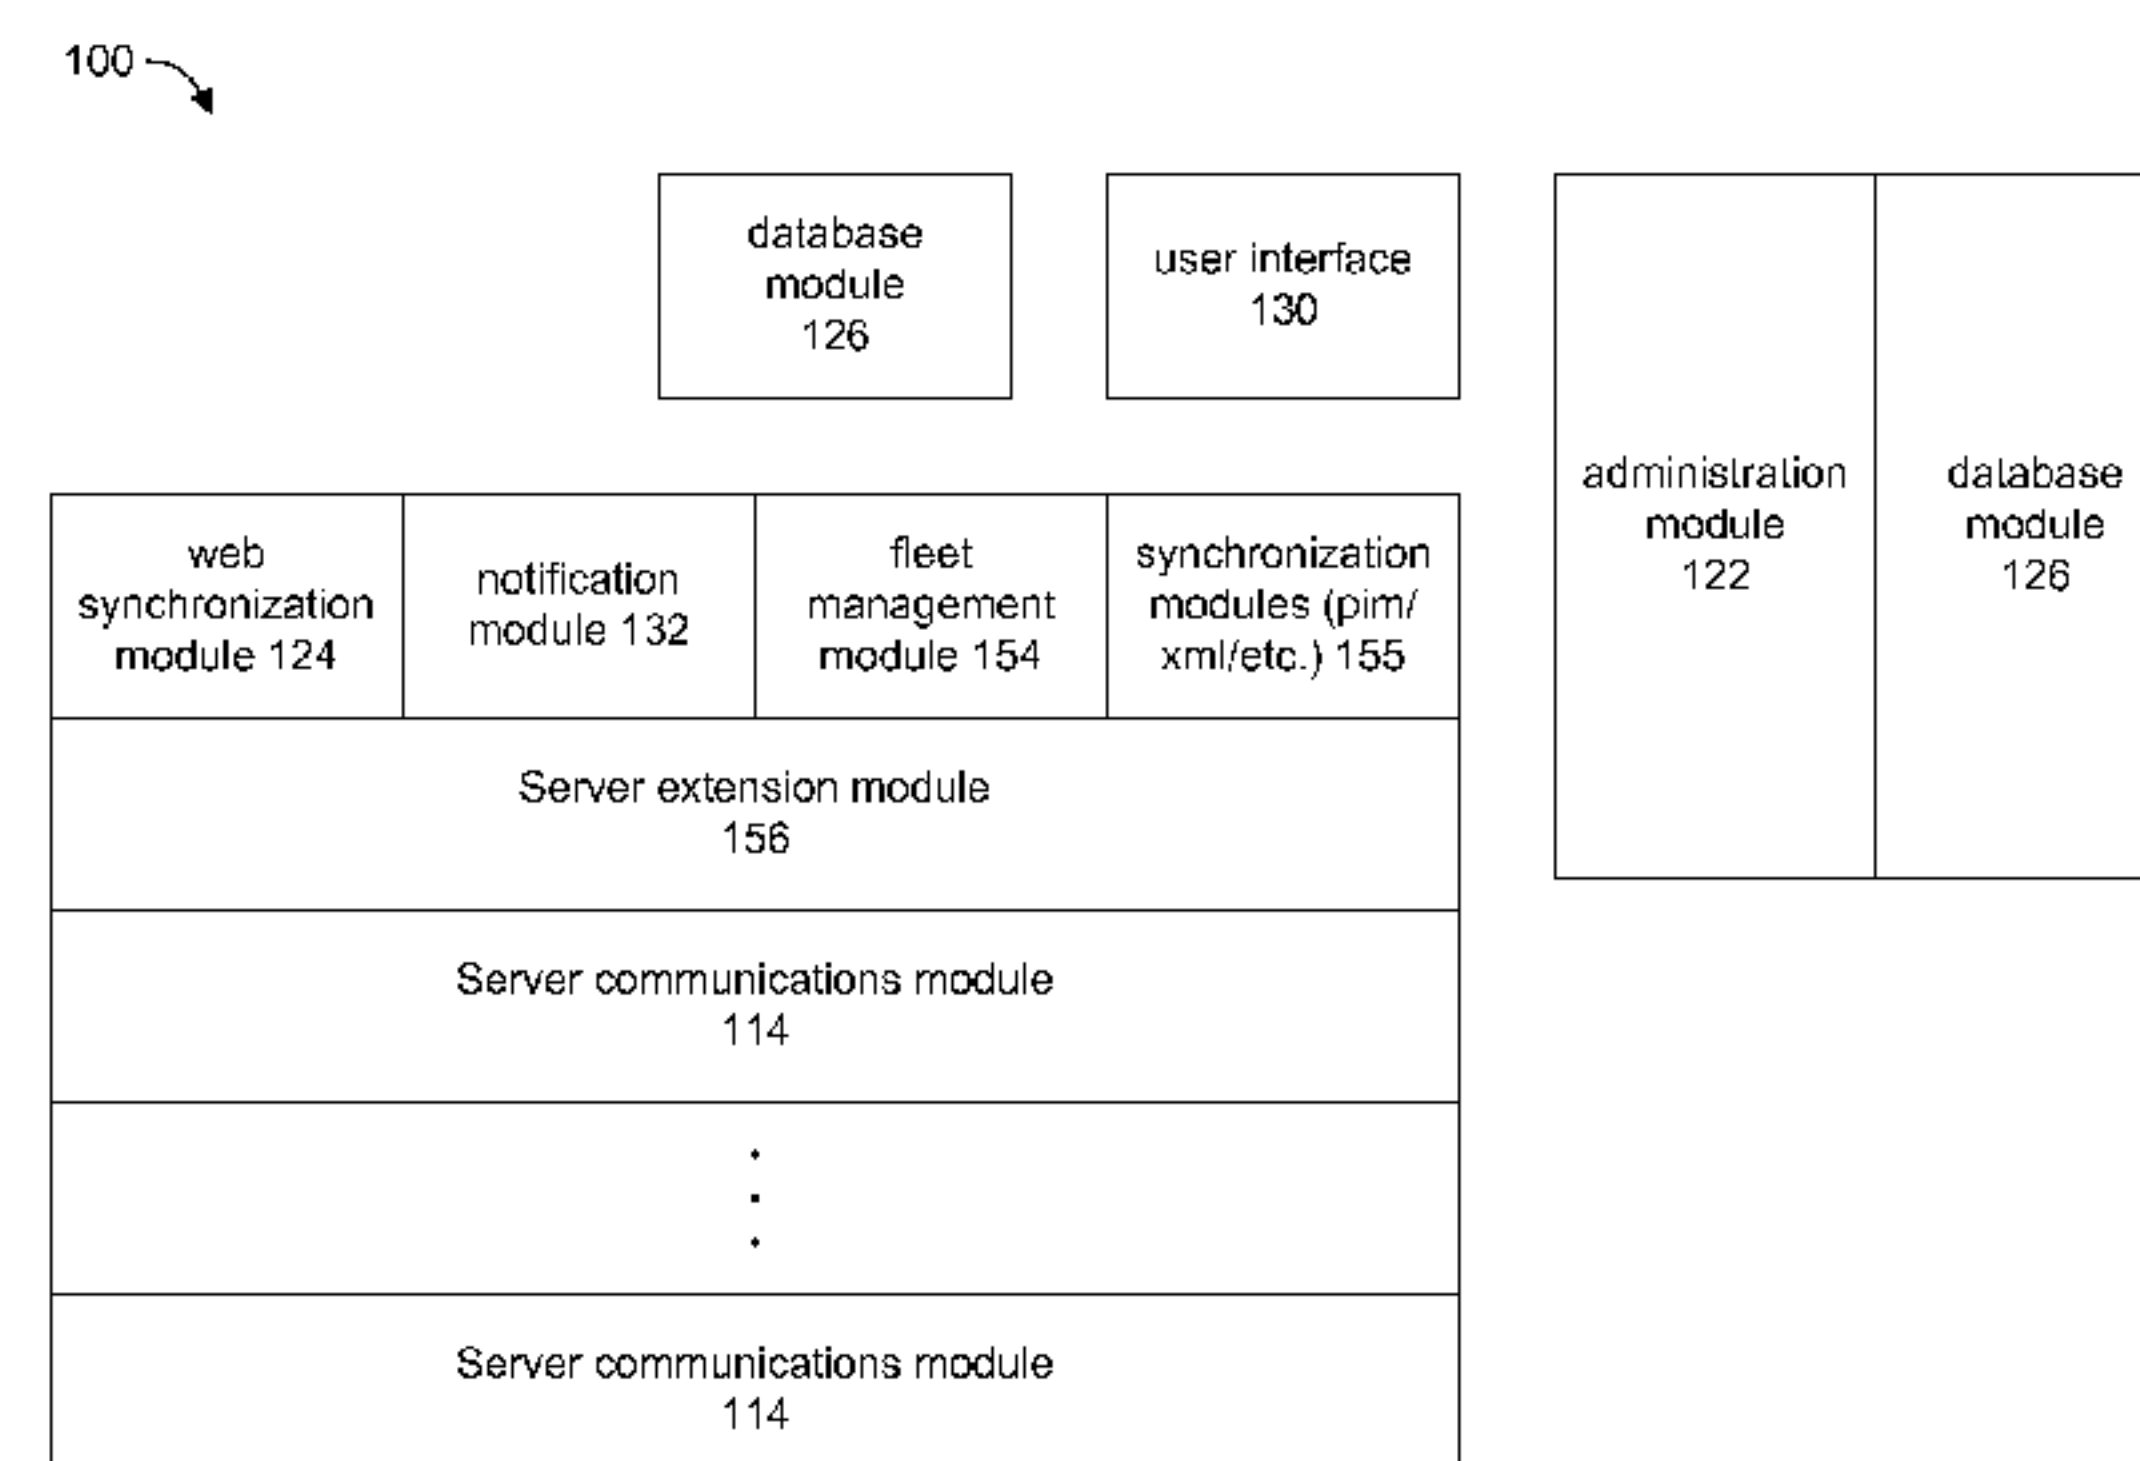 100
database
module
126
user interface
130
administration
module
122
database
module
126
web
synchronization
module 124
notification
module 132
fleet
management
module 154
synchronization
modules (pim/
xml/etc.) 155
Server extension module
156
Server communications module
114
Server communications module
114